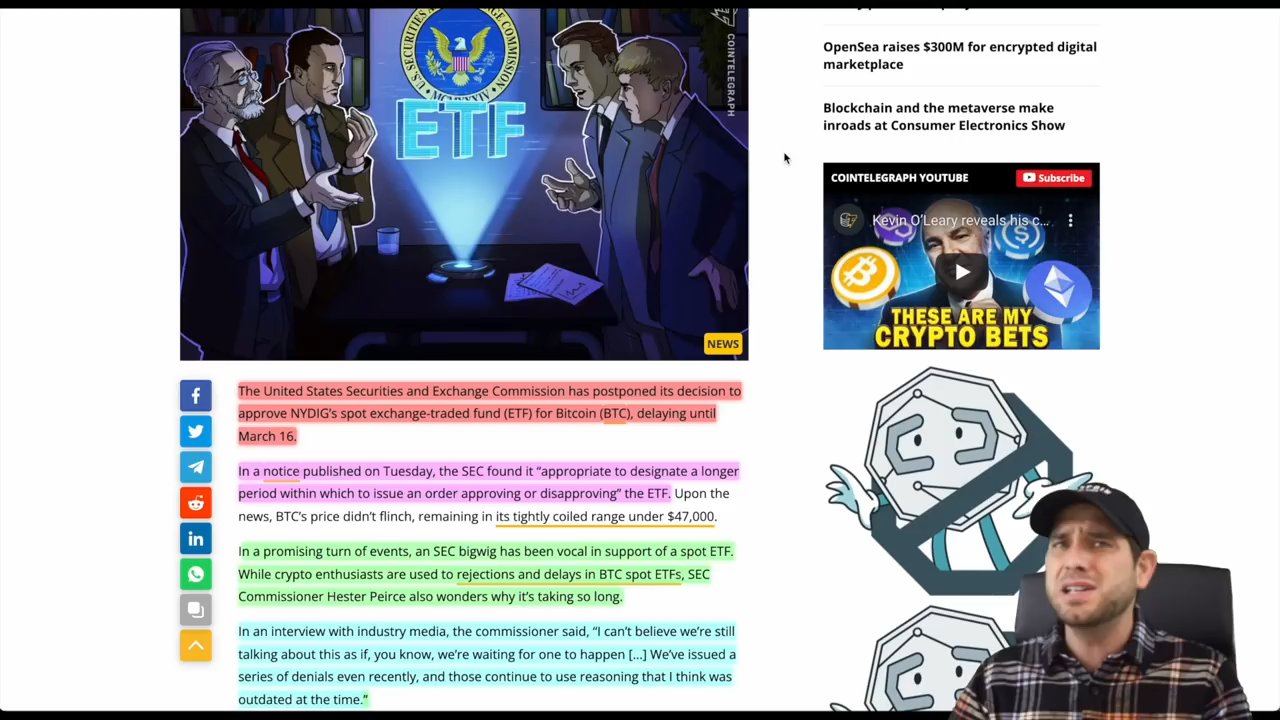 U.S. SECURITIES AND EXCHANGE COMMISSION
MCMXXXIV
ETF
COINTELEGRAPH
NEWS
The United States Securities and Exchange Commission has postponed its decision to
approve NYDIG’s spot exchange-traded fund (ETF) for Bitcoin (BTC), delaying until
March 16.
In a notice published on Tuesday, the SEC found it “appropriate to designate a longer
period within which to issue an order approving or disapproving” the ETF. Upon the
news, BTC’s price didn’t flinch, remaining in its tightly coiled range under $47,000.
In a promising turn of events, an SEC bigwig has been vocal in support of a spot ETF.
While crypto enthusiasts are used to rejections and delays in BTC spot ETFs, SEC
Commissioner Hester Peirce also wonders why it’s taking so long.
In an interview with industry media, the commissioner said, “I can’t believe we’re still
talking about this as if, you know, we’re waiting for one to happen [...] We’ve issued a
series of denials even recently, and those continue to use reasoning that I think was
outdated at the time.”
OpenSea raises $300M for encrypted digital
marketplace
Blockchain and the metaverse make
inroads at Consumer Electronics Show
COINTELEGRAPH YOUTUBE
Subscribe
Kevin O’Leary reveals his c...
THESE ARE MY
CRYPTO BETS